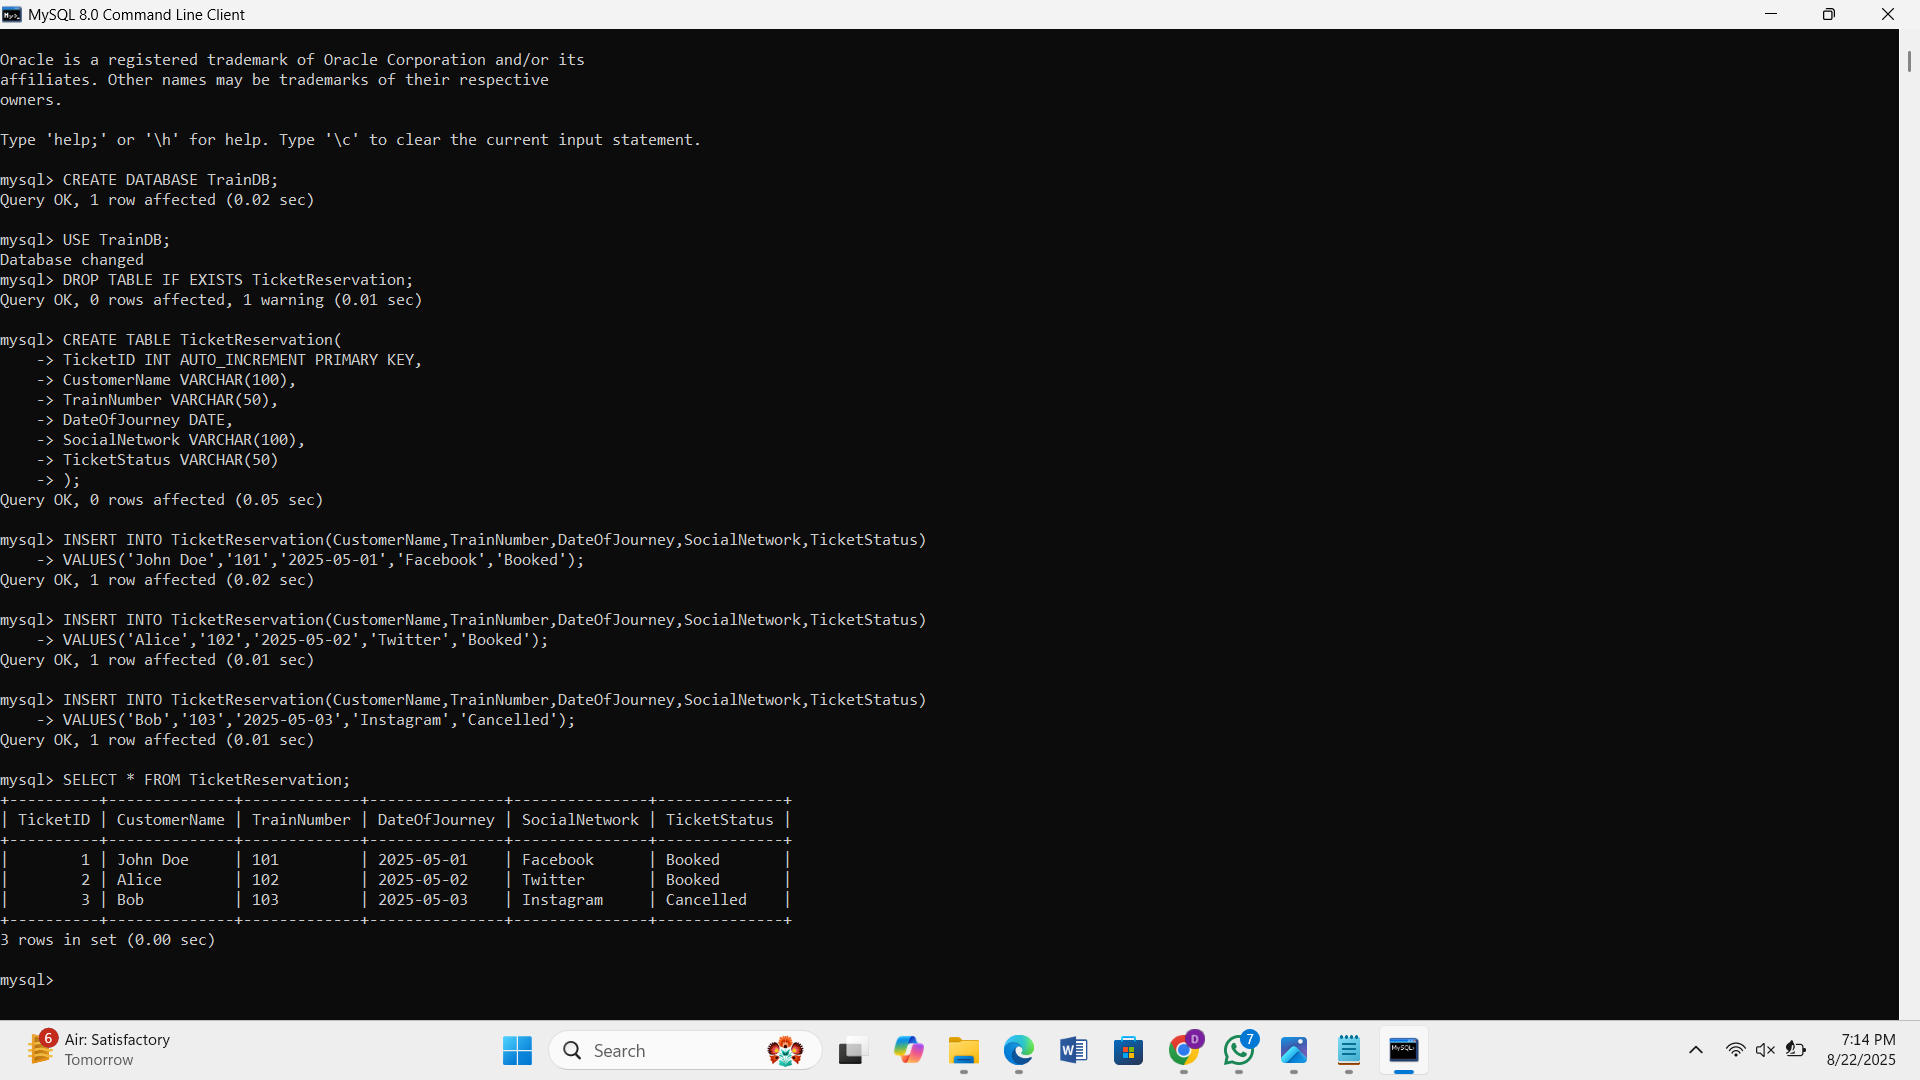 MySQL 8.0 Command Line Client
Oracle is a registered trademark of Oracle Corporation and/or its
affiliates. Other names may be trademarks of their respective
owners.
Type 'help;' or '\h' for help. Type '\c' to clear the current input statement.
mysql> CREATE DATABASE TrainDB;
Query OK, 1 row affected (0.02 sec)
mysql> USE TrainDB;
Database changed
mysql> DROP TABLE IF EXISTS TicketReservation;
Query OK, 0 rows affected, 1 warning (0.01 sec)
mysql> CREATE TABLE TicketReservation(
    -> TicketID INT AUTO_INCREMENT PRIMARY KEY,
    -> CustomerName VARCHAR(100),
    -> TrainNumber VARCHAR(50),
    -> DateOfJourney DATE,
    -> SocialNetwork VARCHAR(100),
    -> TicketStatus VARCHAR(50)
    -> );
Query OK, 0 rows affected (0.05 sec)
mysql> INSERT INTO TicketReservation(CustomerName,TrainNumber,DateOfJourney,SocialNetwork,TicketStatus)
    -> VALUES('John Doe','101','2025-05-01','Facebook','Booked');
Query OK, 1 row affected (0.02 sec)
mysql> INSERT INTO TicketReservation(CustomerName,TrainNumber,DateOfJourney,SocialNetwork,TicketStatus)
    -> VALUES('Alice','102','2025-05-02','Twitter','Booked');
Query OK, 1 row affected (0.01 sec)
mysql> INSERT INTO TicketReservation(CustomerName,TrainNumber,DateOfJourney,SocialNetwork,TicketStatus)
    -> VALUES('Bob','103','2025-05-03','Instagram','Cancelled');
Query OK, 1 row affected (0.01 sec)
mysql> SELECT * FROM TicketReservation;
+----------+--------------+-------------+---------------+---------------+--------------+
| TicketID | CustomerName | TrainNumber | DateOfJourney | SocialNetwork | TicketStatus |
+----------+--------------+-------------+---------------+---------------+--------------+
|        1 | John Doe     | 101         | 2025-05-01    | Facebook      | Booked       |
|        2 | Alice        | 102         | 2025-05-02    | Twitter       | Booked       |
|        3 | Bob          | 103         | 2025-05-03    | Instagram     | Cancelled    |
+----------+--------------+-------------+---------------+---------------+--------------+
3 rows in set (0.00 sec)
mysql>
6 Air: Satisfactory
Tomorrow
Search
D
7
MySQL
7:14 PM
8/22/2025